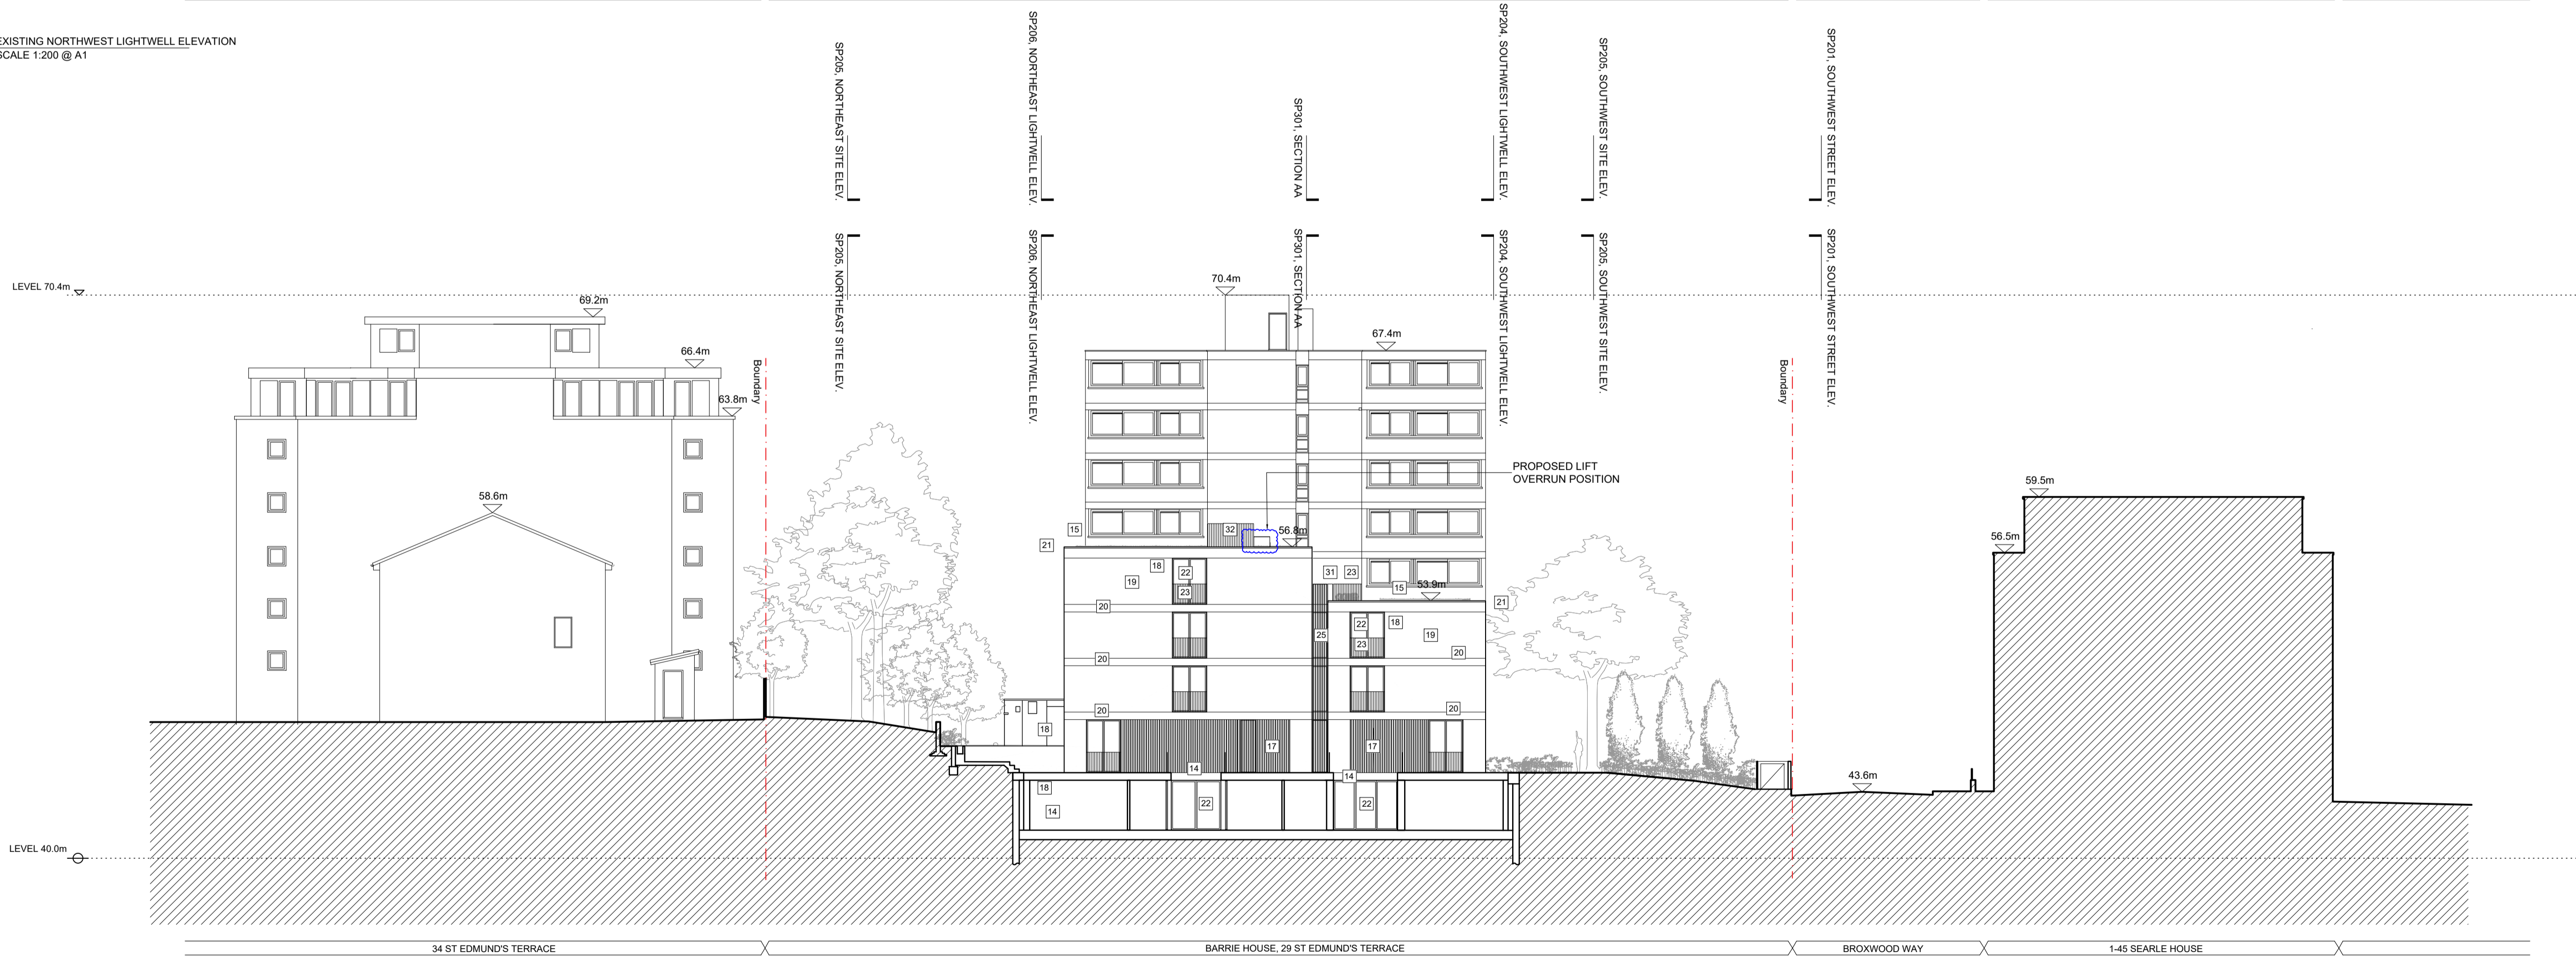 EXISTING NORTHWEST LIGHTWELL ELEVATION
SCALE 1:200 @ A1
SP205, NORTHEAST SITE ELEV.
SP206, NORTHEAST LIGHTWELL ELEV.
SP301, SECTION AA
SP204, SOUTHWEST LIGHTWELL ELEV.
SP205, SOUTHWEST SITE ELEV.
SP201, SOUTHWEST STREET ELEV.
SP205, NORTHEAST SITE ELEV.
SP206, NORTHEAST LIGHTWELL ELEV.
SP301, SECTION AA
SP204, SOUTHWEST LIGHTWELL ELEV.
SP205, SOUTHWEST SITE ELEV.
SP201, SOUTHWEST STREET ELEV.
LEVEL 70.4m
70.4m
69.2m
67.4m
66.4m
63.8m
Boundary
Boundary
PROPOSED LIFT
OVERRUN POSITION
58.6m
59.5m
56.5m
15
32
56.8m
21
18
22
31
23
19
23
15
53.9m
20
21
22
18
25
19
23
20
20
20
20
18
17
17
14
14
43.6m
18
14
22
22
LEVEL 40.0m
34 ST EDMUND'S TERRACE
BARRIE HOUSE, 29 ST EDMUND'S TERRACE
BROXWOOD WAY
1-45 SEARLE HOUSE